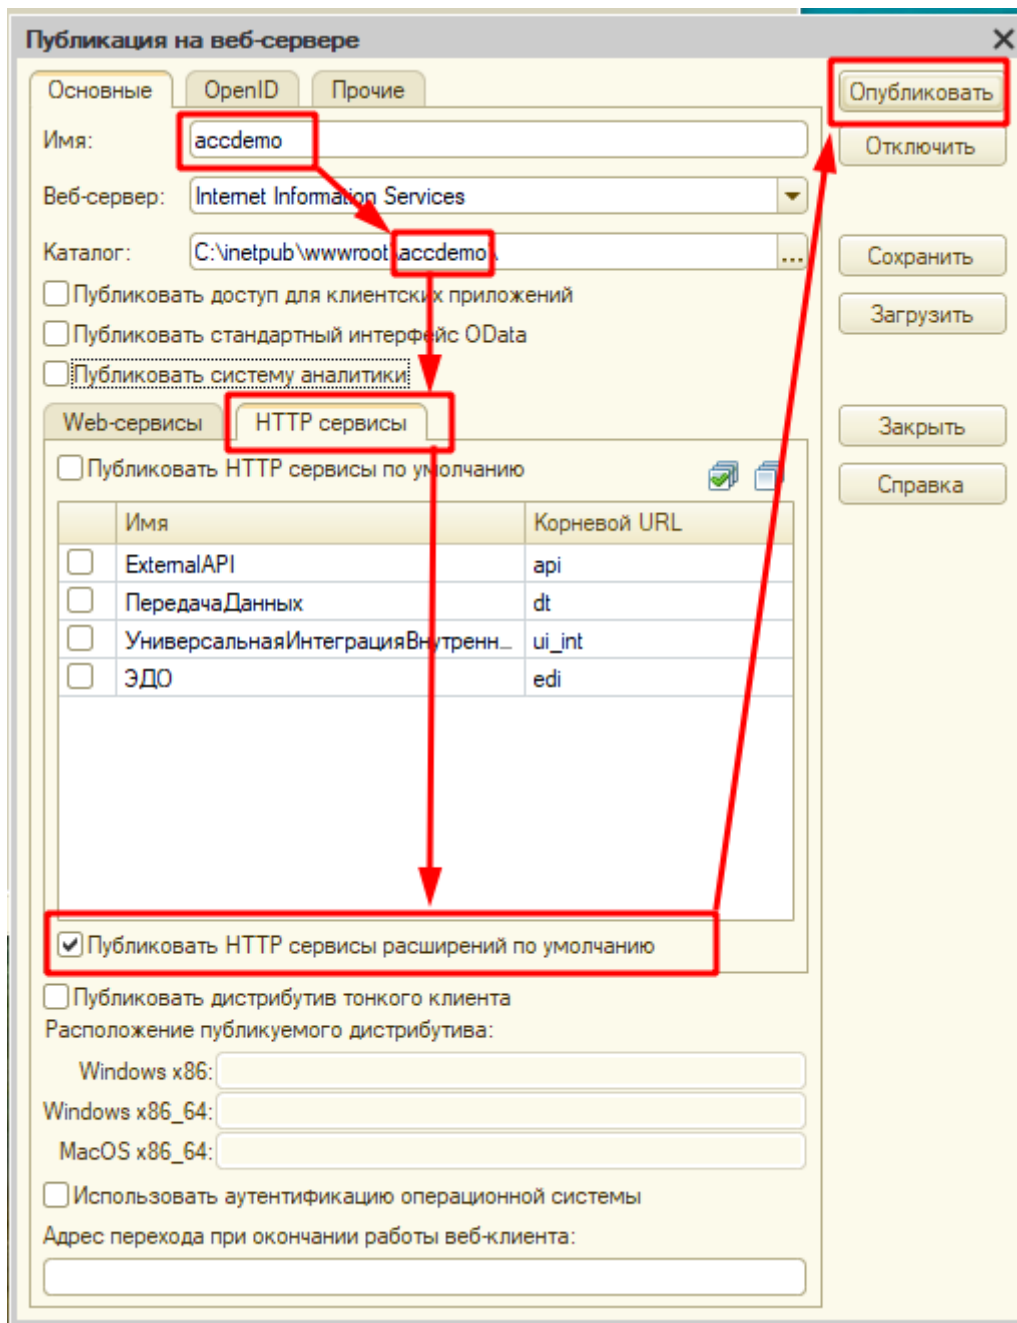 Публикация на веб-сервере
Основные OpenID Прочие
Опубликовать
Имя: accdemo
Отключить
Веб-сервер: Internet Information Services
Каталог: C:\inetpub\wwwroot\accdemo\ ...
Сохранить
Публиковать доступ для клиентских приложений
Загрузить
Публиковать стандартный интерфейс OData
Публиковать систему аналитики
Web-сервисы HTTP сервисы
Закрыть
Публиковать HTTP сервисы по умолчанию
Справка
Имя Корневой URL
ExternalAPI api
ПередачаДанных dt
УниверсальнаяИнтеграцияВнутренн... ui_int
ЭДО edi
Публиковать HTTP сервисы расширений по умолчанию
Публиковать дистрибутив тонкого клиента
Расположение публикуемого дистрибутива:
Windows x86:
Windows x86_64:
MacOS x86_64:
Использовать аутентификацию операционной системы
Адрес перехода при окончании работы веб-клиента: